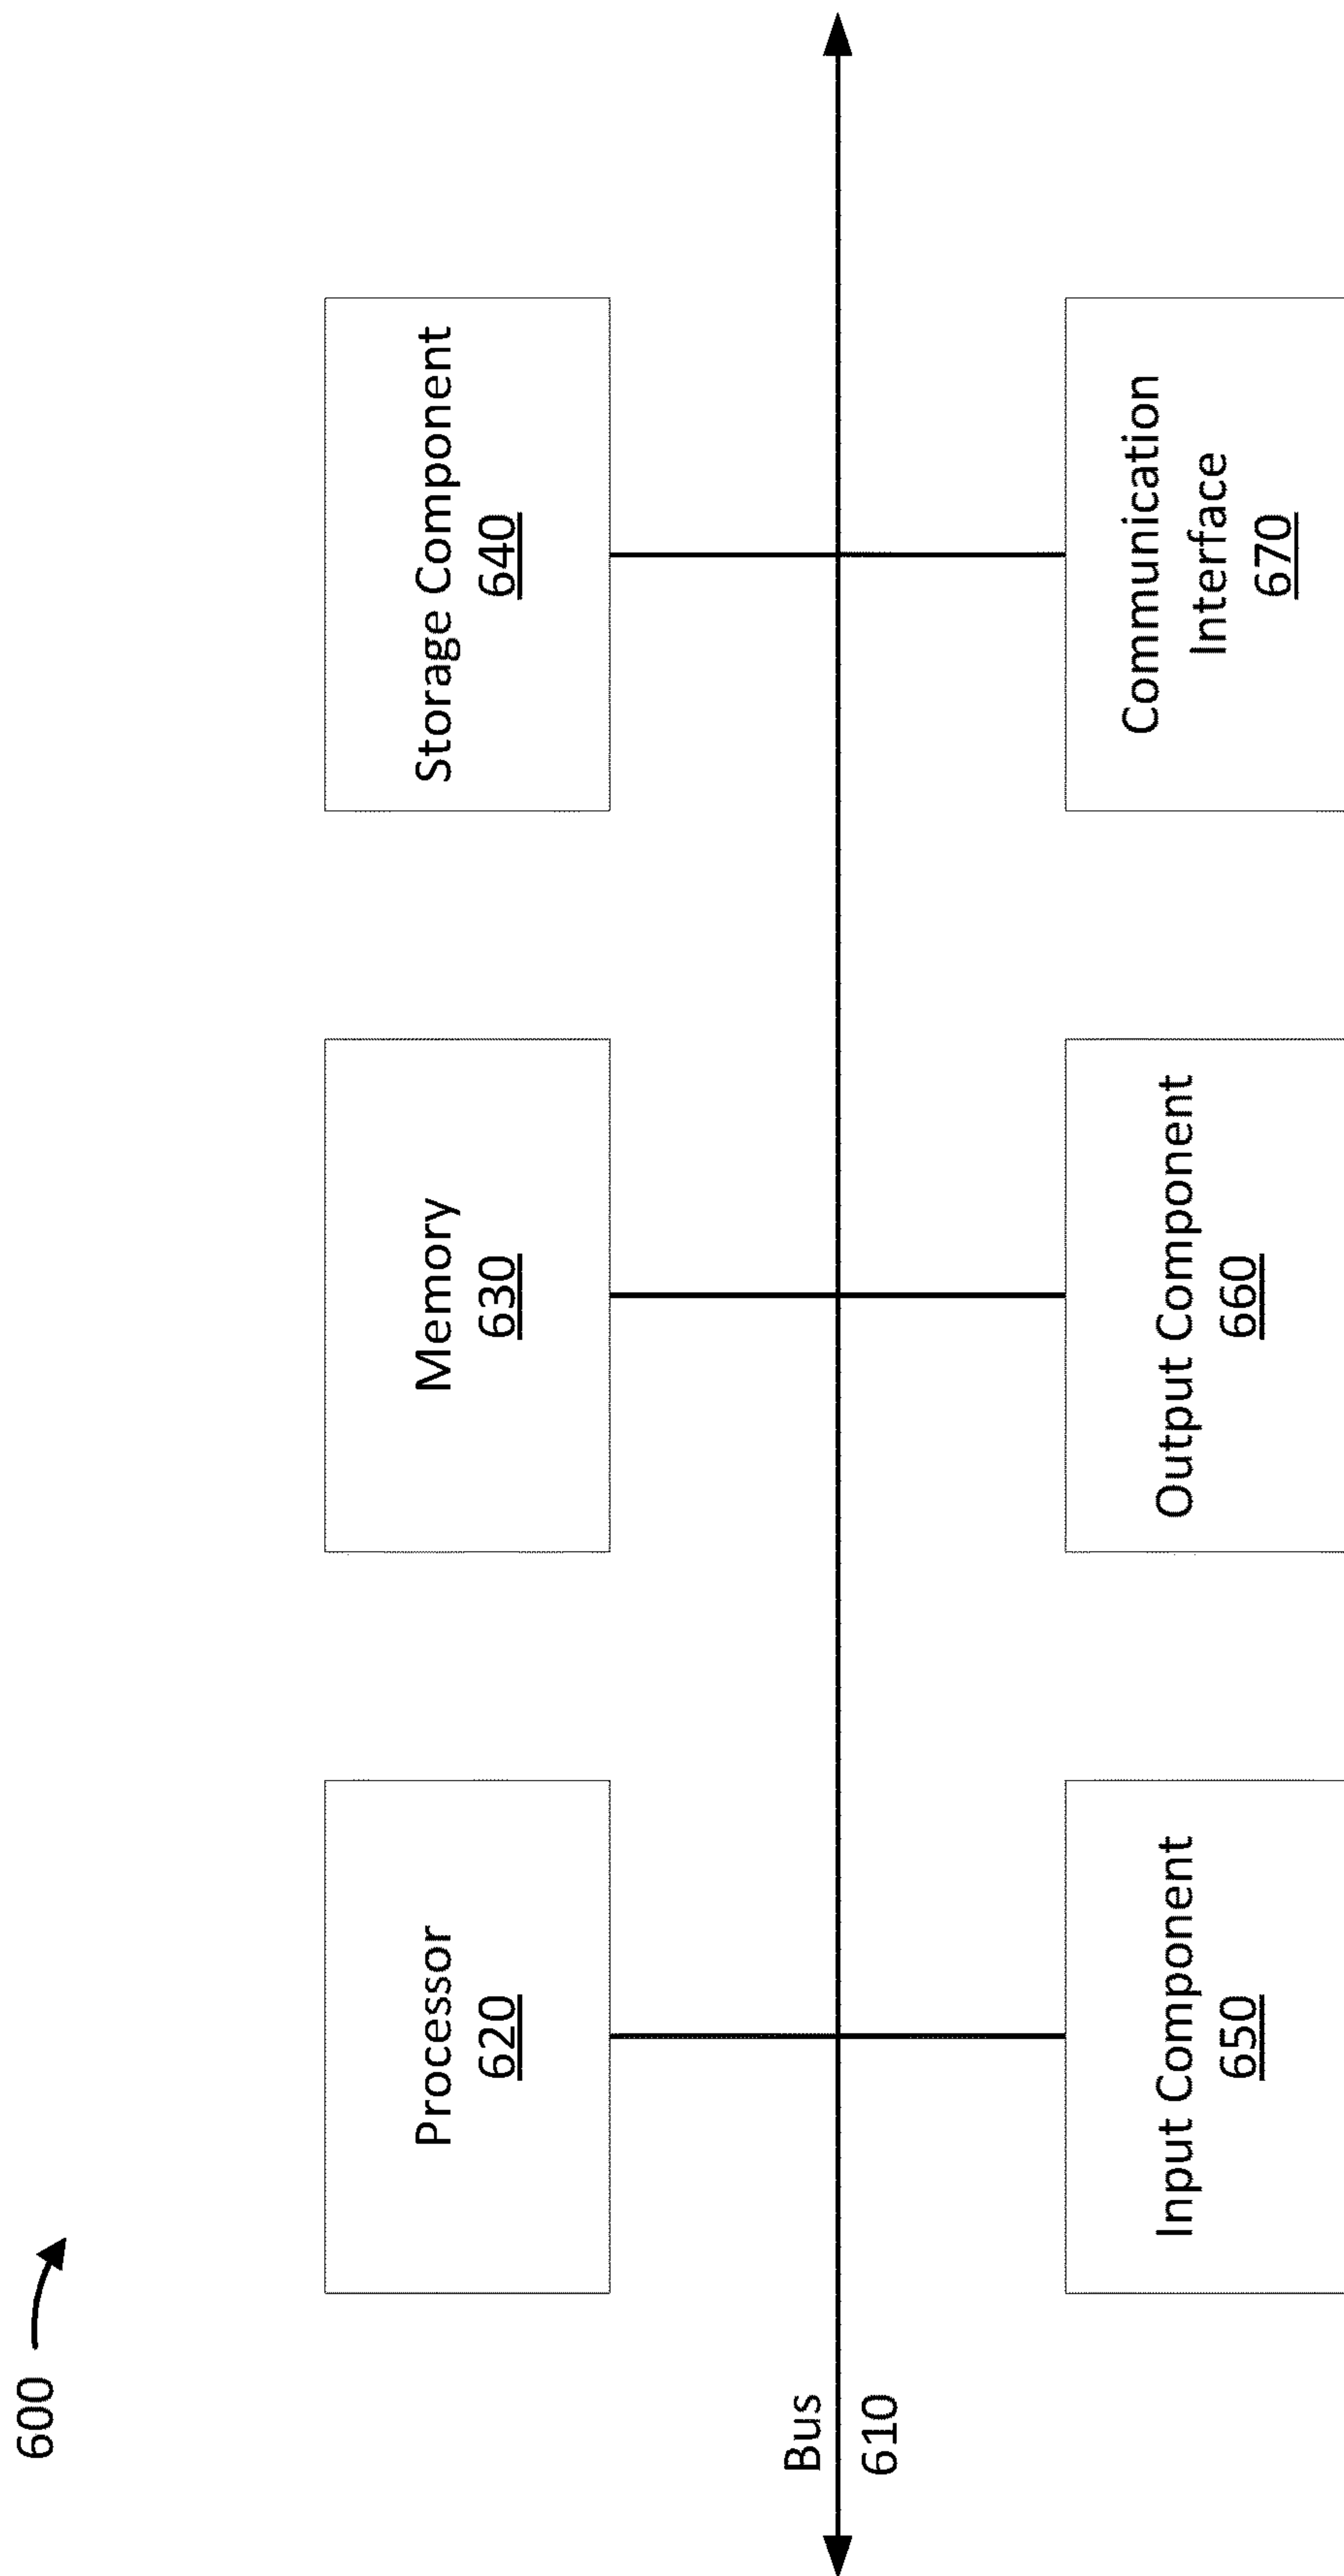 600
Processor
620
Memory
630
Storage Component
640
Bus
610
Input Component
650
Output Component
660
Communication
Interface
670